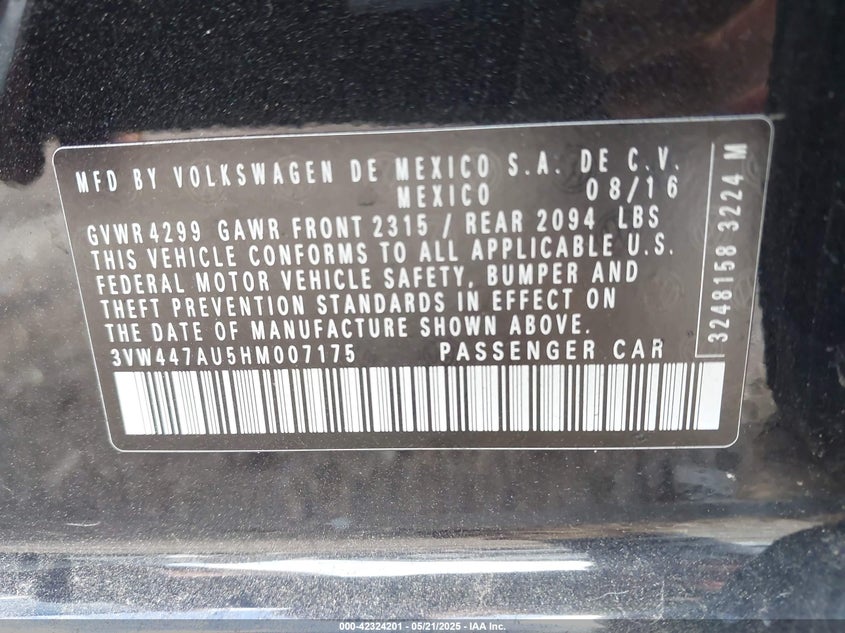 MFD BY VOLKSWAGEN DE MEXICO S.A. DE C.V.
MEXICO 08/16
GVWR 4299 GAWR FRONT 2315 / REAR 2094 LBS
THIS VEHICLE CONFORMS TO ALL APPLICABLE U.S.
FEDERAL MOTOR VEHICLE SAFETY, BUMPER AND
THEFT PREVENTION STANDARDS IN EFFECT ON
THE DATE OF MANUFACTURE SHOWN ABOVE.
3VW447AU5HM007175 PASSENGER CAR
3248158 3224 M
000-42324201 - 05/21/2025 - IAA Inc.